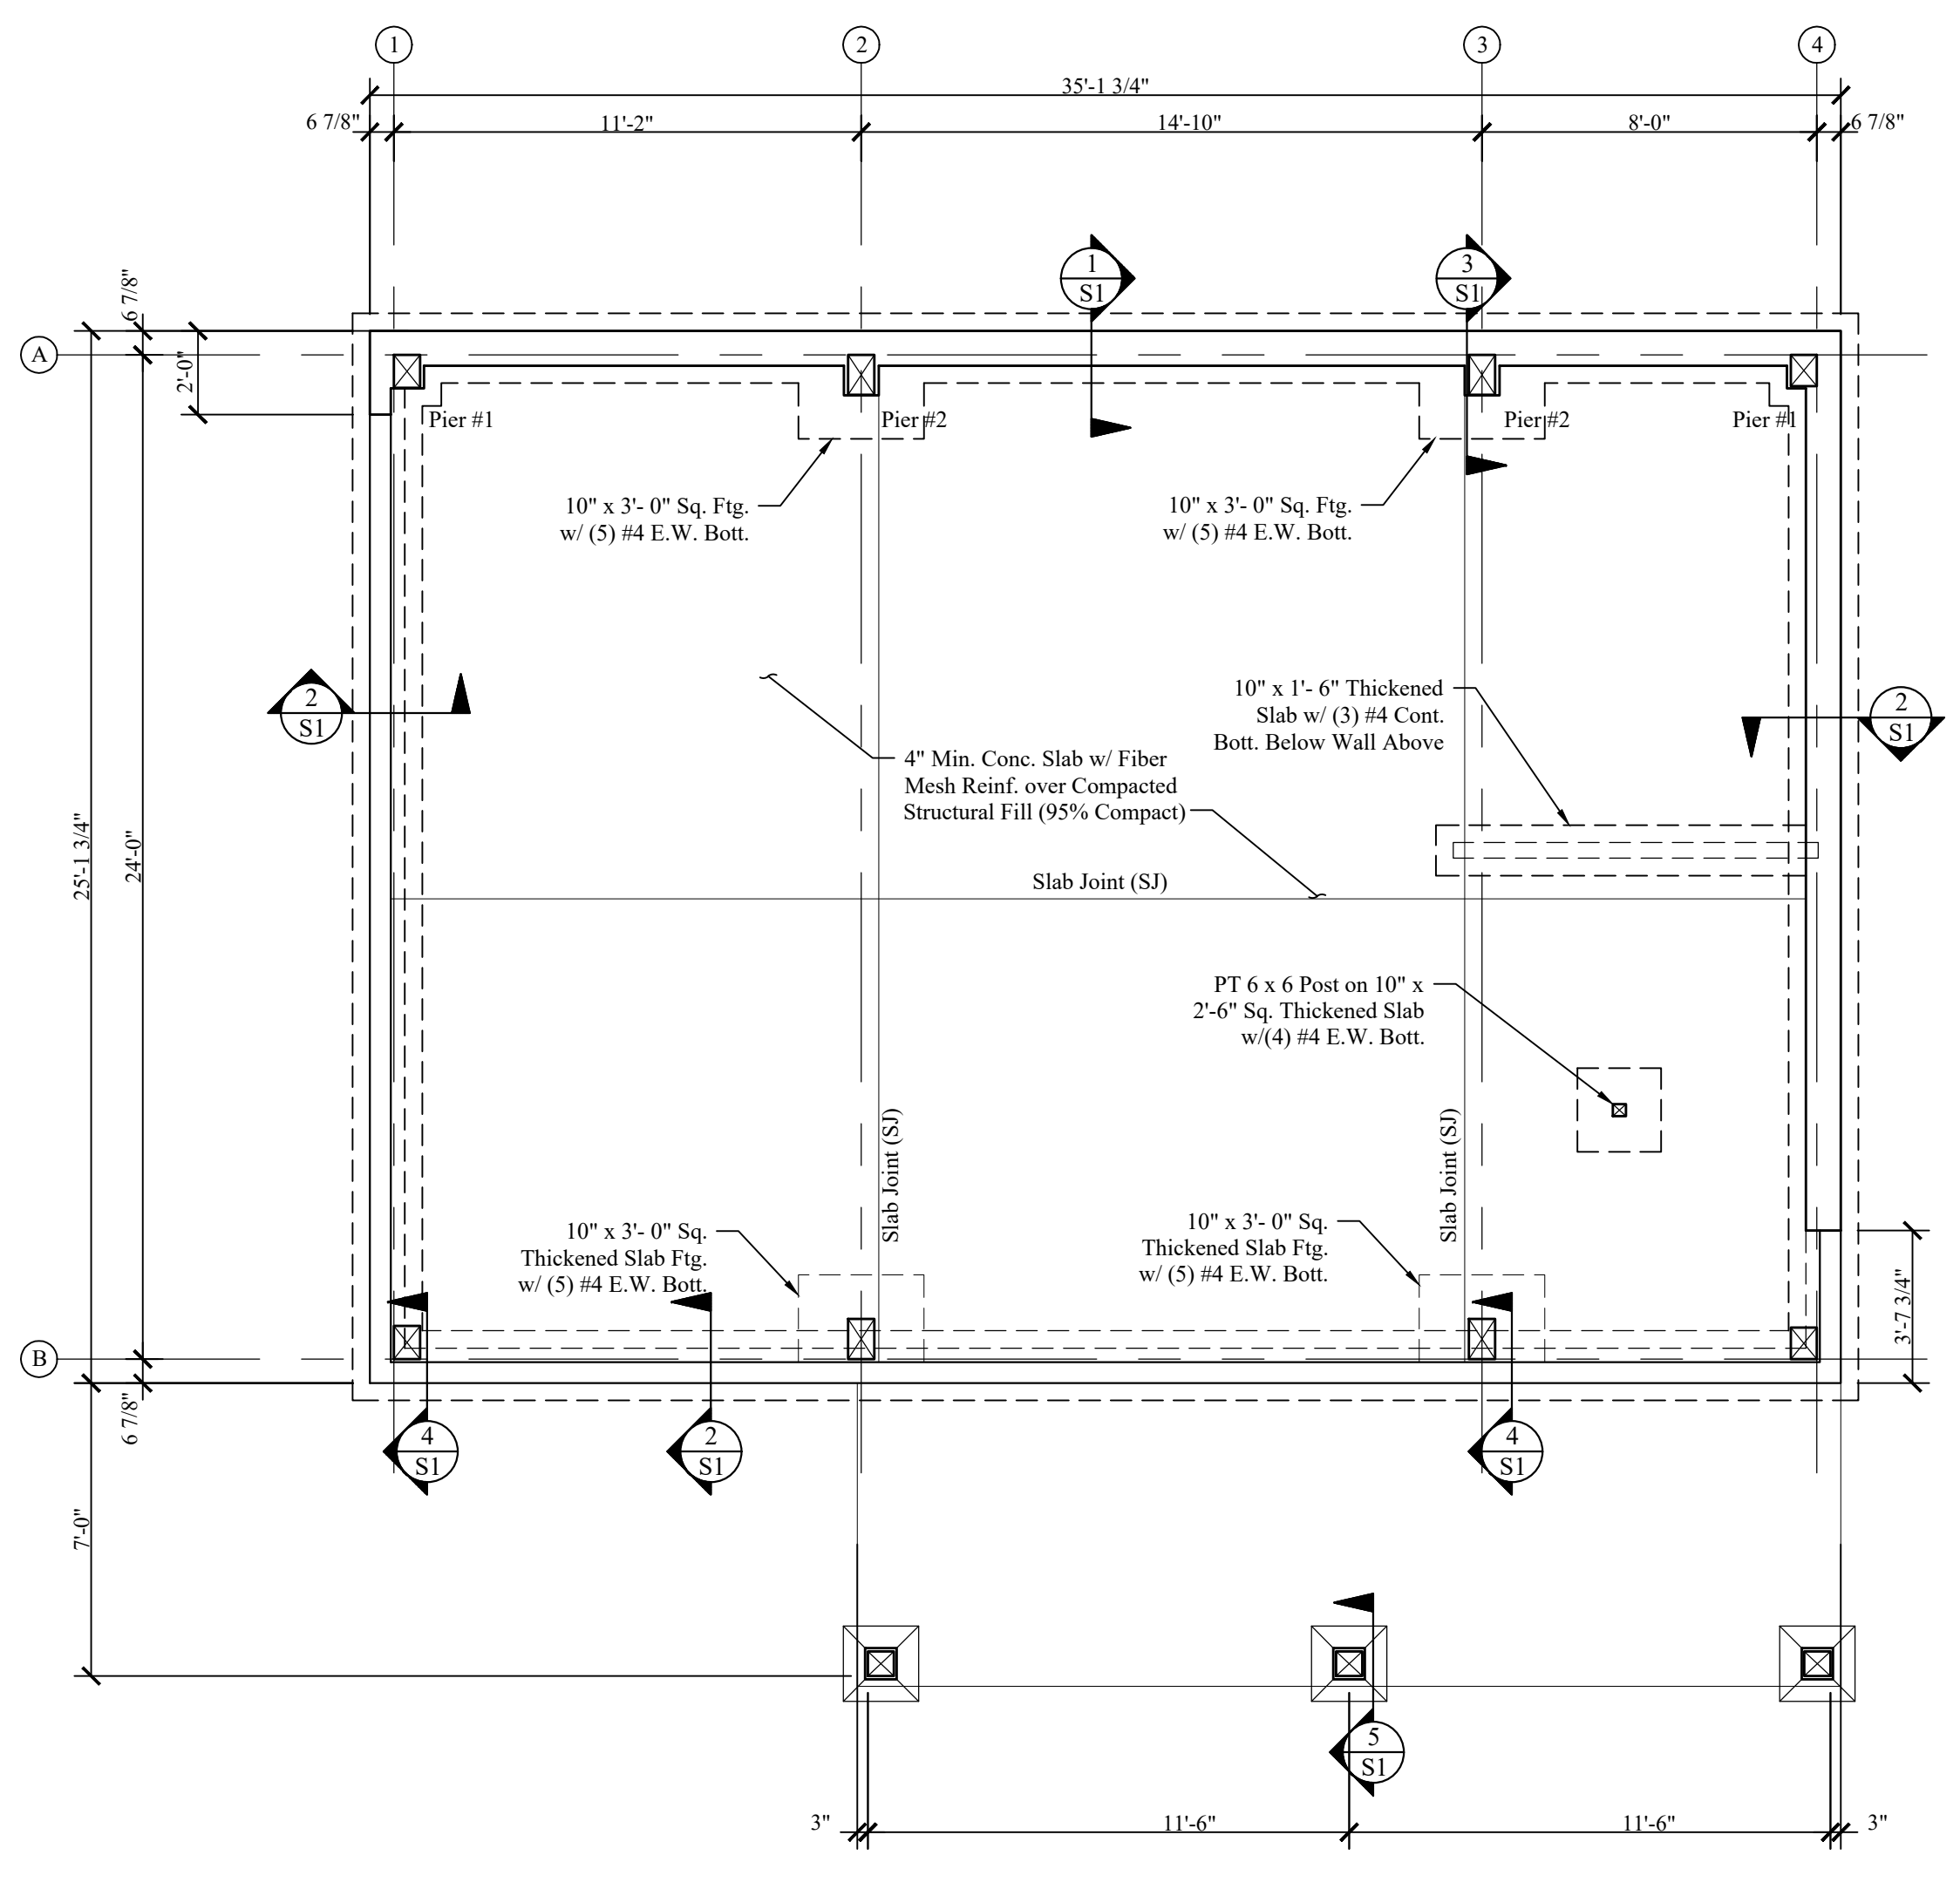 1
2
3
4
35'-1 3/4"
6 7/8"
11'-2"
14'-10"
8'-0"
6 7/8"
1
S1
3
S1
6 7/8"
A
2'-0"
Pier #1
Pier #2
Pier #2
Pier #1
10" x 3'- 0" Sq. Ftg.
w/ (5) #4 E.W. Bott.
10" x 3'- 0" Sq. Ftg.
w/ (5) #4 E.W. Bott.
2
S1
10" x 1'- 6" Thickened
Slab w/ (3) #4 Cont.
Bott. Below Wall Above
2
S1
4" Min. Conc. Slab w/ Fiber
Mesh Reinf. over Compacted
Structural Fill (95% Compact)
25'-1 3/4"
24'-0"
Slab Joint (SJ)
PT 6 x 6 Post on 10" x
2'-6" Sq. Thickened Slab
w/(4) #4 E.W. Bott.
Slab Joint (SJ)
Slab Joint (SJ)
10" x 3'- 0" Sq.
Thickened Slab Ftg.
w/ (5) #4 E.W. Bott.
10" x 3'- 0" Sq.
Thickened Slab Ftg.
w/ (5) #4 E.W. Bott.
3'-7 3/4"
B
6 7/8"
4
S1
2
S1
4
S1
7'-0"
5
S1
3"
11'-6"
11'-6"
3"